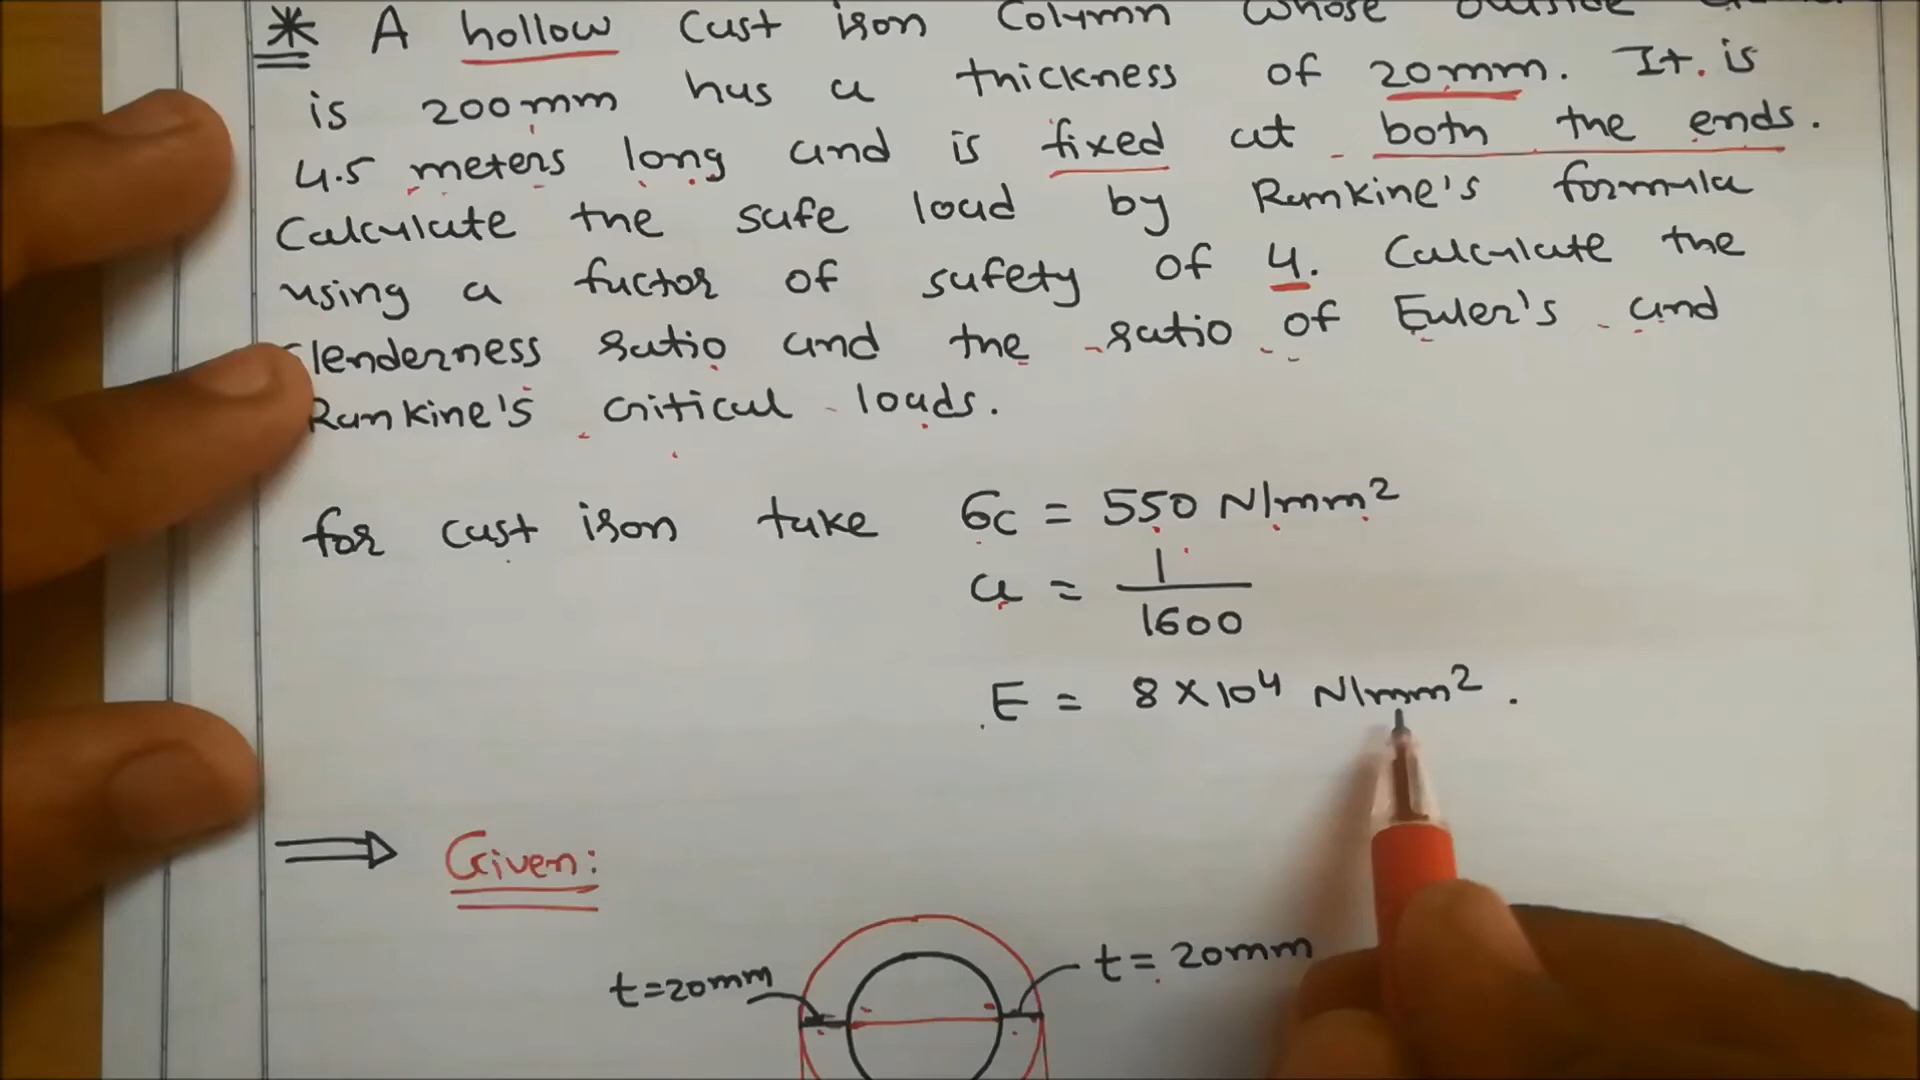 * A hollow cast iron column whose outside
is 200mm has a thickness of 20mm. It is
4.5 meters long and is fixed at both the ends.
Calculate the safe load by Rankine's formula
using a factor of safety of 4. Calculate the
slenderness ratio and the ratio of Euler's and
Rankine's critical loads.
for cast iron take σc = 550 N/mm²
a = 1/1600
E = 8×10⁴ N/mm².
⇒ Given:
t=20mm t=20mm